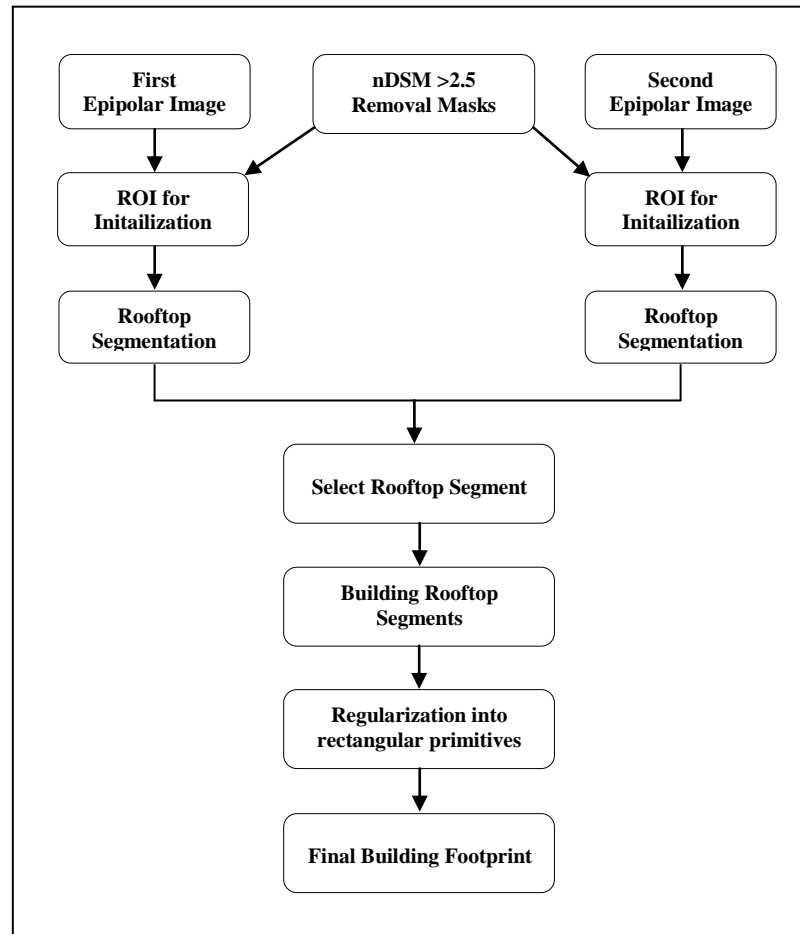 First
Epipolar Image
nDSM >2.5
Removal Masks
Second
Epipolar Image
ROI for
Initailization
ROI for
Initailization
Rooftop
Segmentation
Rooftop
Segmentation
Select Rooftop Segment
Building Rooftop
Segments
Regularization into
rectangular primitives
Final Building Footprint